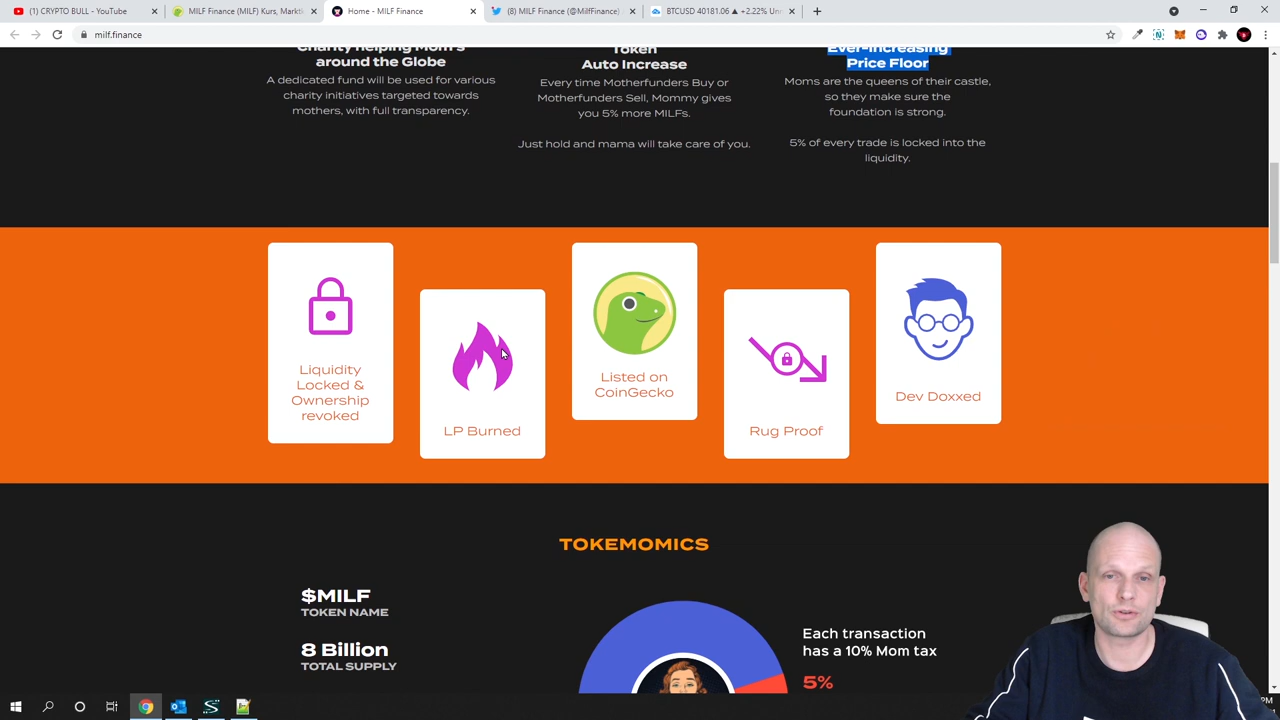 (1) CRYPTO BULL - YouTube
MILF Finance (MILF) Kurs, Markt
Home - MILF Finance
(8) MILF Finance (@MilfFinance)
BTCUSD 40181.06 ▲ +2.22% Un
milf.finance
Charity helping Mom's
around the Globe
A dedicated fund will be used for various
charity initiatives targeted towards
mothers, with full transparency.
Token
Auto Increase
Every time Motherfunders Buy or
Motherfunders Sell, Mommy gives
you 5% more MILFs.
Just hold and mama will take care of you.
Ever-increasing
Price Floor
Moms are the queens of their castle,
so they make sure the
foundation is strong.
5% of every trade is locked into the
liquidity.
Liquidity
Locked &
Ownership
revoked
LP Burned
Listed on
CoinGecko
Rug Proof
Dev Doxxed
TOKEMOMICS
$MILF
TOKEN NAME
8 Billion
TOTAL SUPPLY
Each transaction
has a 10% Mom tax
5%
PM